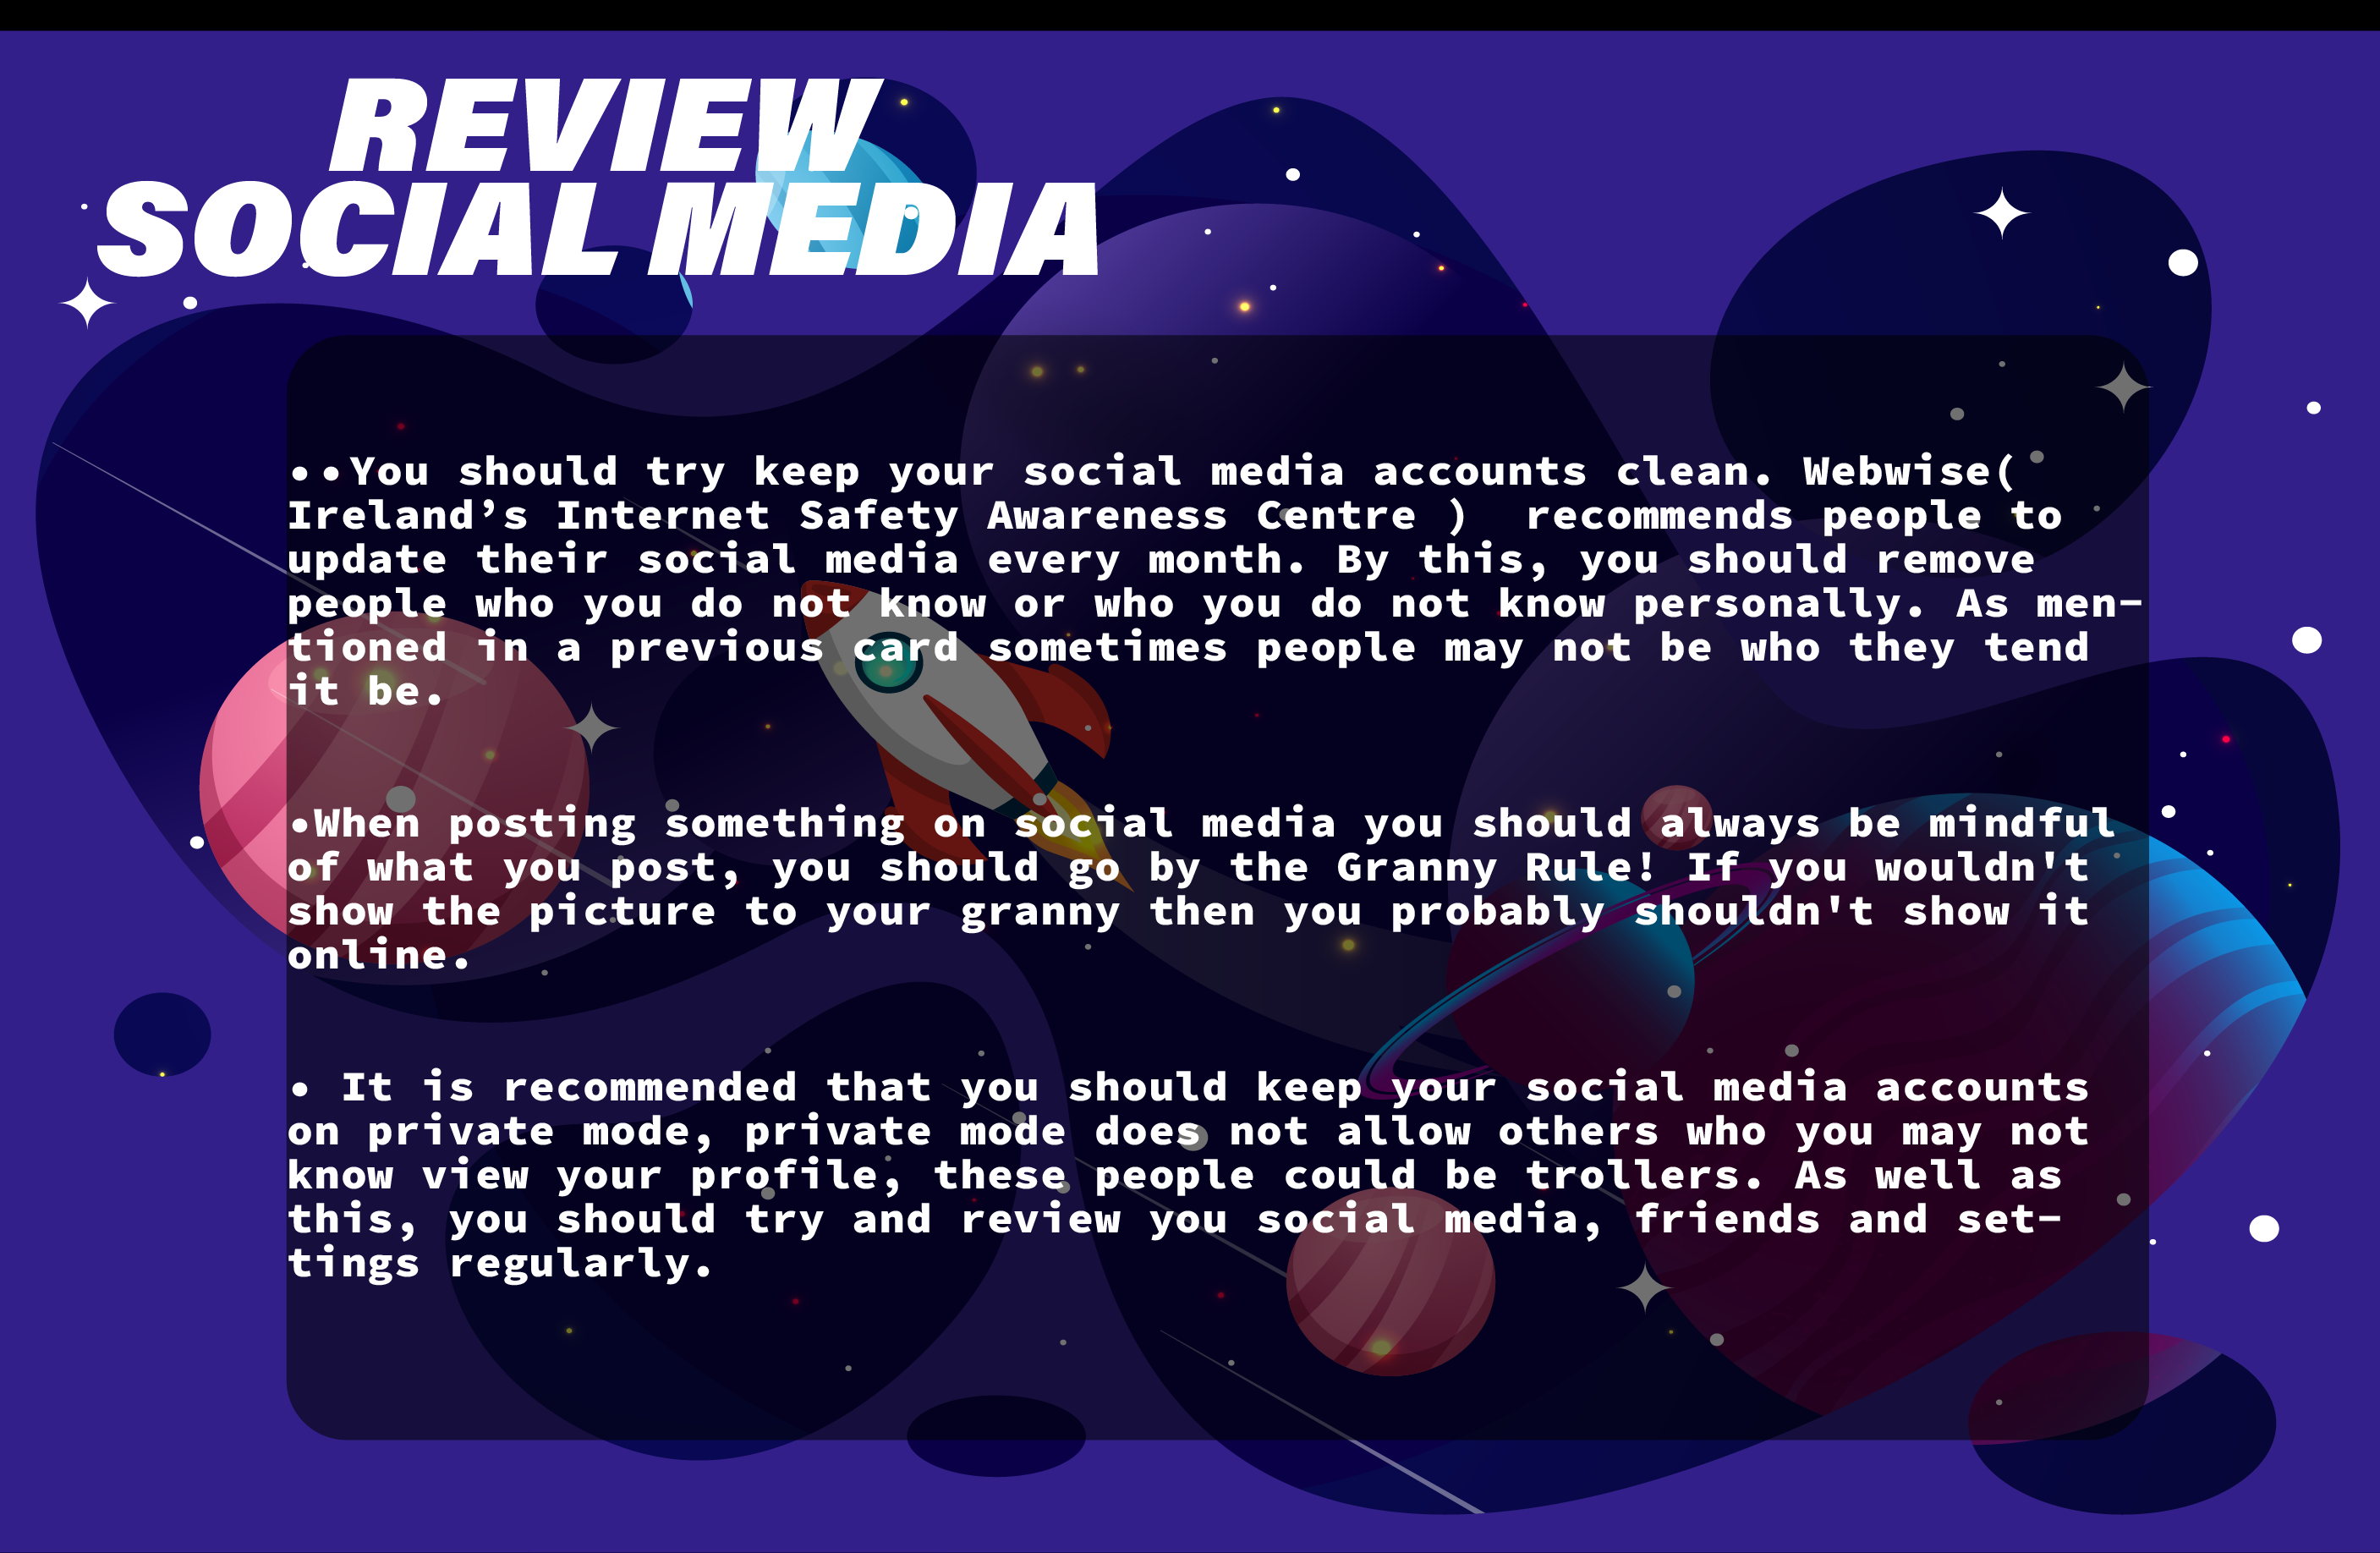 REVIEW
SOCIAL MEDIA
••You should try keep your social media accounts clean. Webwise(
Ireland’s Internet Safety Awareness Centre )  recommends people to
update their social media every month. By this, you should remove
people who you do not know or who you do not know personally. As men-
tioned in a previous card sometimes people may not be who they tend
it be.
•When posting something on social media you should always be mindful
of what you post, you should go by the Granny Rule! If you wouldn't
show the picture to your granny then you probably shouldn't show it
online.
• It is recommended that you should keep your social media accounts
on private mode, private mode does not allow others who you may not
know view your profile, these people could be trollers. As well as
this, you should try and review you social media, friends and set-
tings regularly.